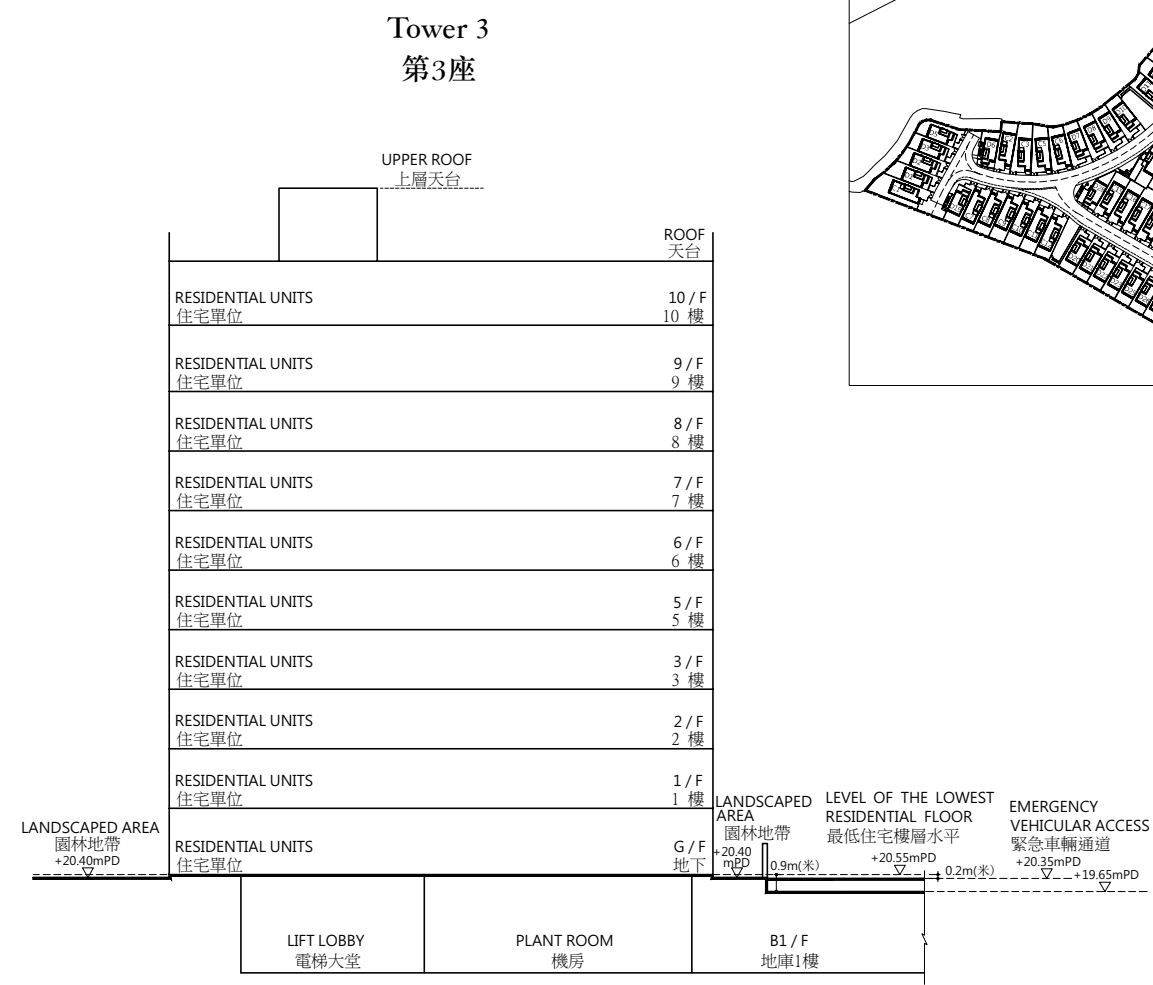 Tower 3
第3座
UPPER ROOF
上層天台
ROOF
天台
RESIDENTIAL UNITS 10 / F
住宅單位 10 樓
RESIDENTIAL UNITS 9 / F
住宅單位 9 樓
RESIDENTIAL UNITS 8 / F
住宅單位 8 樓
RESIDENTIAL UNITS 7 / F
住宅單位 7 樓
RESIDENTIAL UNITS 6 / F
住宅單位 6 樓
RESIDENTIAL UNITS 5 / F
住宅單位 5 樓
RESIDENTIAL UNITS 3 / F
住宅單位 3 樓
RESIDENTIAL UNITS 2 / F
住宅單位 2 樓
RESIDENTIAL UNITS 1 / F
住宅單位 1 樓
RESIDENTIAL UNITS G / F
住宅單位 地下
LANDSCAPED AREA
園林地帶
+20.40mPD
LANDSCAPED
AREA
園林地帶
+20.40
mPD
0.9m(米)
LEVEL OF THE LOWEST
RESIDENTIAL FLOOR
最低住宅樓層水平
+20.55mPD
0.2m(米)
EMERGENCY
VEHICULAR ACCESS
緊急車輛通道
+20.35mPD
+19.65mPD
LIFT LOBBY
電梯大堂
PLANT ROOM
機房
B1 / F
地庫1樓